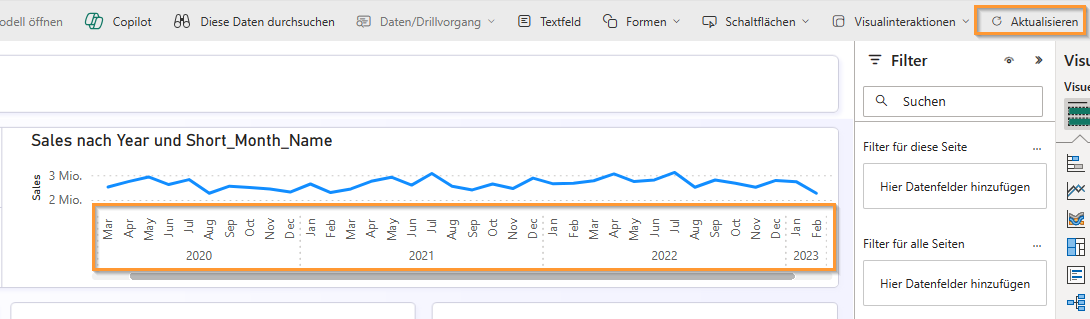 odell öffnen Copilot Diese Daten durchsuchen Daten/Drillvorgang Textfeld Formen Schaltflächen Visualinteraktionen Aktualisieren
Filter
Visu
Visue
Suchen
Sales nach Year und Short_Month_Name
Filter für diese Seite ...
Hier Datenfelder hinzufügen
Sales
3 Mio.
2 Mio.
Mar Apr May Jun Jul Aug Sep Oct Nov Dec Jan Feb Mar Apr May Jun Jul Aug Sep Oct Nov Dec Jan Feb Mar Apr May Jun Jul Aug Sep Oct Nov Dec Jan Feb
2020 2021 2022 2023
Filter für alle Seiten ...
Hier Datenfelder hinzufügen